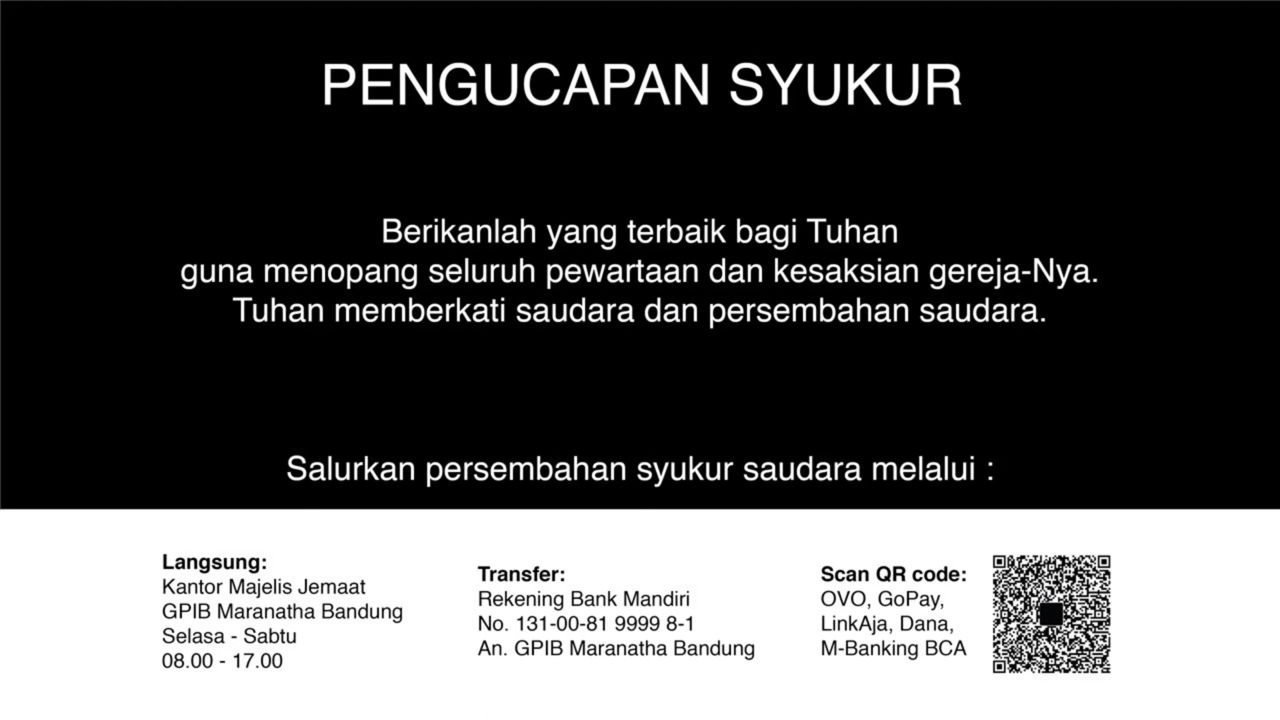 PENGUCAPAN SYUKUR
Berikanlah yang terbaik bagi Tuhan
guna menopang seluruh pewartaan dan kesaksian gereja-Nya.
Tuhan memberkati saudara dan persembahan saudara.
Salurkan persembahan syukur saudara melalui :
Langsung:
Kantor Majelis Jemaat
GPIB Maranatha Bandung
Selasa - Sabtu
08.00 - 17.00
Transfer:
Rekening Bank Mandiri
No. 131-00-81 9999 8-1
An. GPIB Maranatha Bandung
Scan QR code:
OVO, GoPay,
LinkAja, Dana,
M-Banking BCA